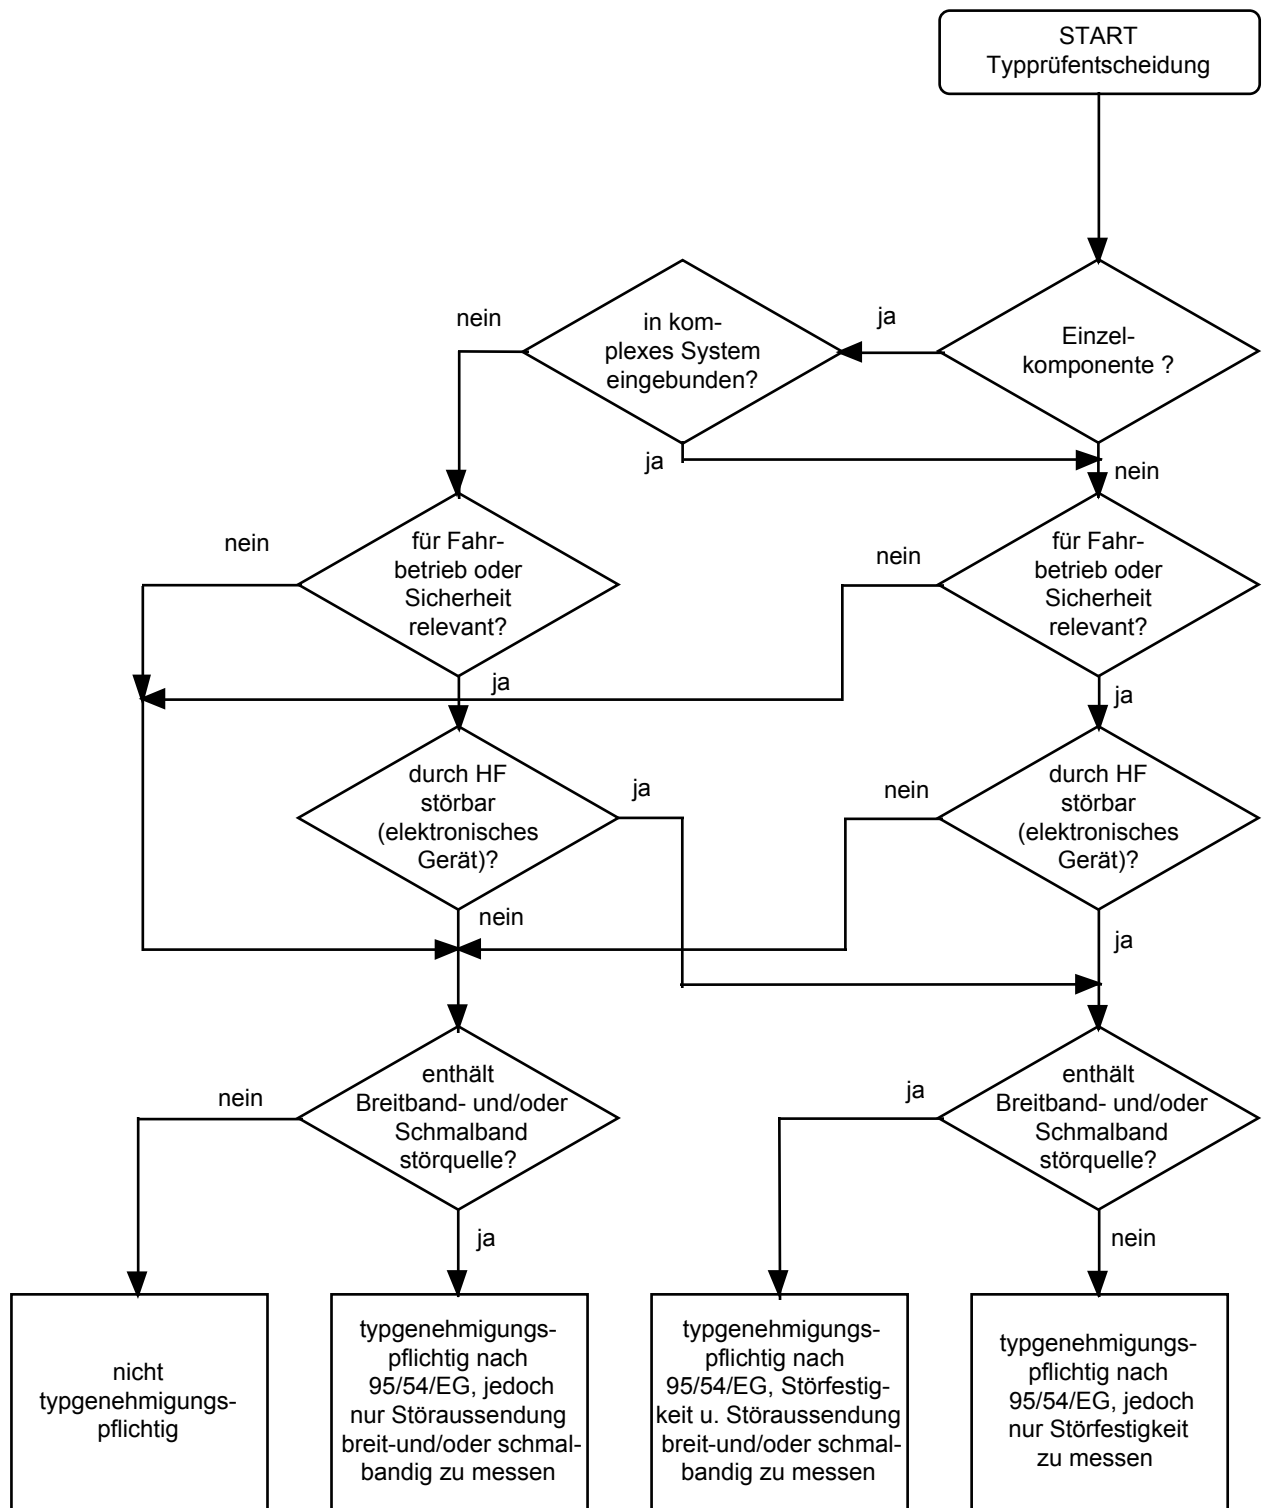 START
Typprüfentscheidung
nein
in kom-
plexes System
eingebunden?
ja
Einzel-
komponente ?
ja
nein
nein
für Fahr-
betrieb oder
Sicherheit
relevant?
nein
für Fahr-
betrieb oder
Sicherheit
relevant?
ja
ja
durch HF
störbar
(elektronisches
Gerät)?
ja
nein
durch HF
störbar
(elektronisches
Gerät)?
nein
ja
nein
enthält
Breitband- und/oder
Schmalband
störquelle?
ja
enthält
Breitband- und/oder
Schmalband
störquelle?
ja
nein
nicht
typgenehmigungs-
pflichtig
typgenehmigungs-
pflichtig nach
95/54/EG, jedoch
nur Störaussendung
breit-und/oder schmal-
bandig zu messen
typgenehmigungs-
pflichtig nach
95/54/EG, Störfestig-
keit u. Störaussendung
breit-und/oder schmal-
bandig zu messen
typgenehmigungs-
pflichtig nach
95/54/EG, jedoch
nur Störfestigkeit
zu messen